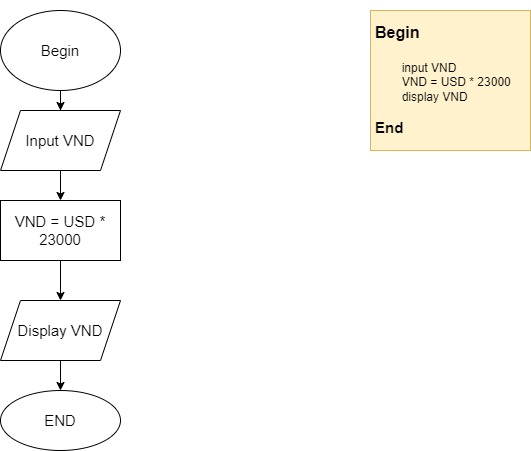 Begin
Input VND
VND = USD *
23000
Display VND
END
Begin
input VND
VND = USD * 23000
display VND
End